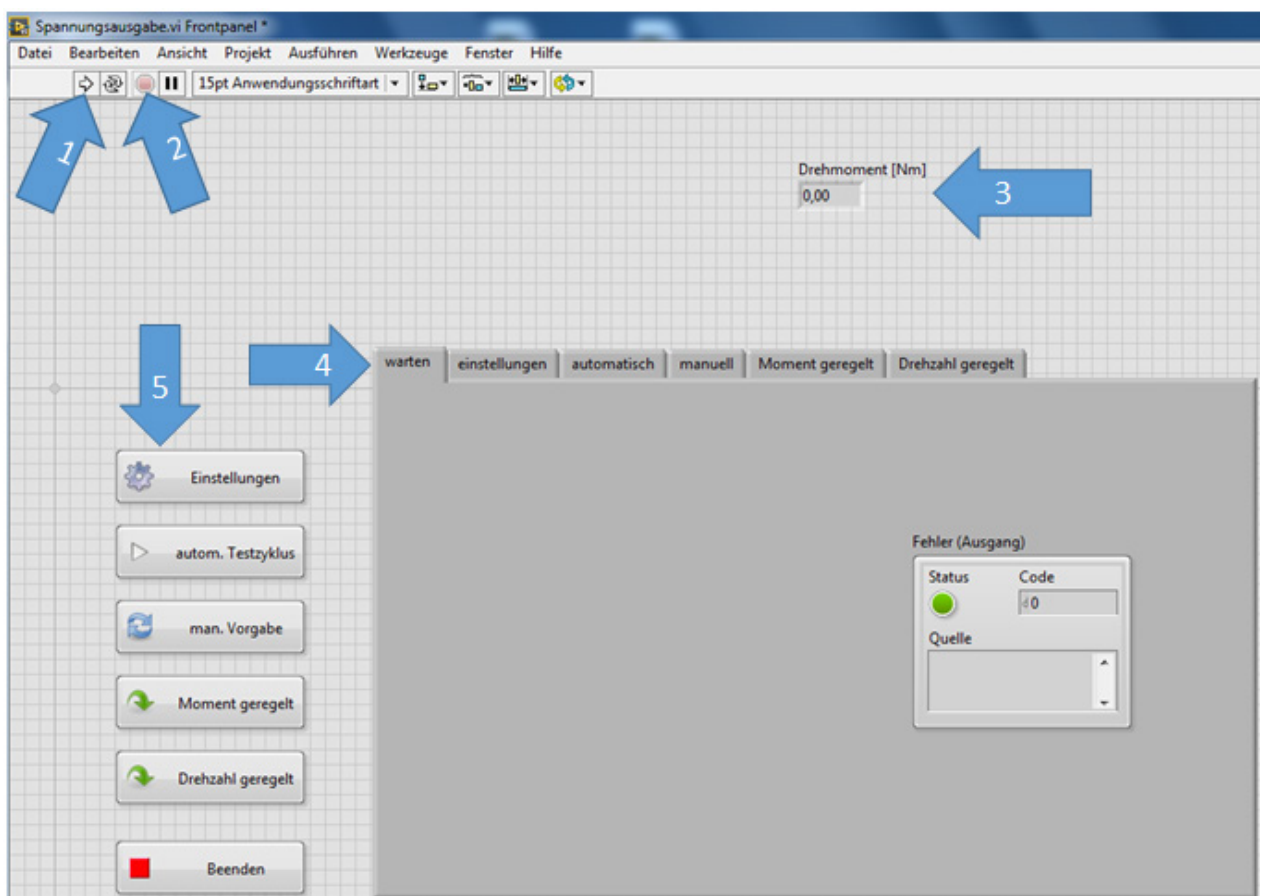 Spannungsausgabe.vi Frontpanel *
Datei Bearbeiten Ansicht Projekt Ausführen Werkzeuge Fenster Hilfe
15pt Anwendungsschriftart
1
2
Drehmoment [Nm]
0,00
3
4
warten einstellungen automatisch manuell Moment geregelt Drehzahl geregelt
5
Einstellungen
autom. Testzyklus
man. Vorgabe
Moment geregelt
Drehzahl geregelt
Beenden
Fehler (Ausgang)
Status Code
d 0
Quelle